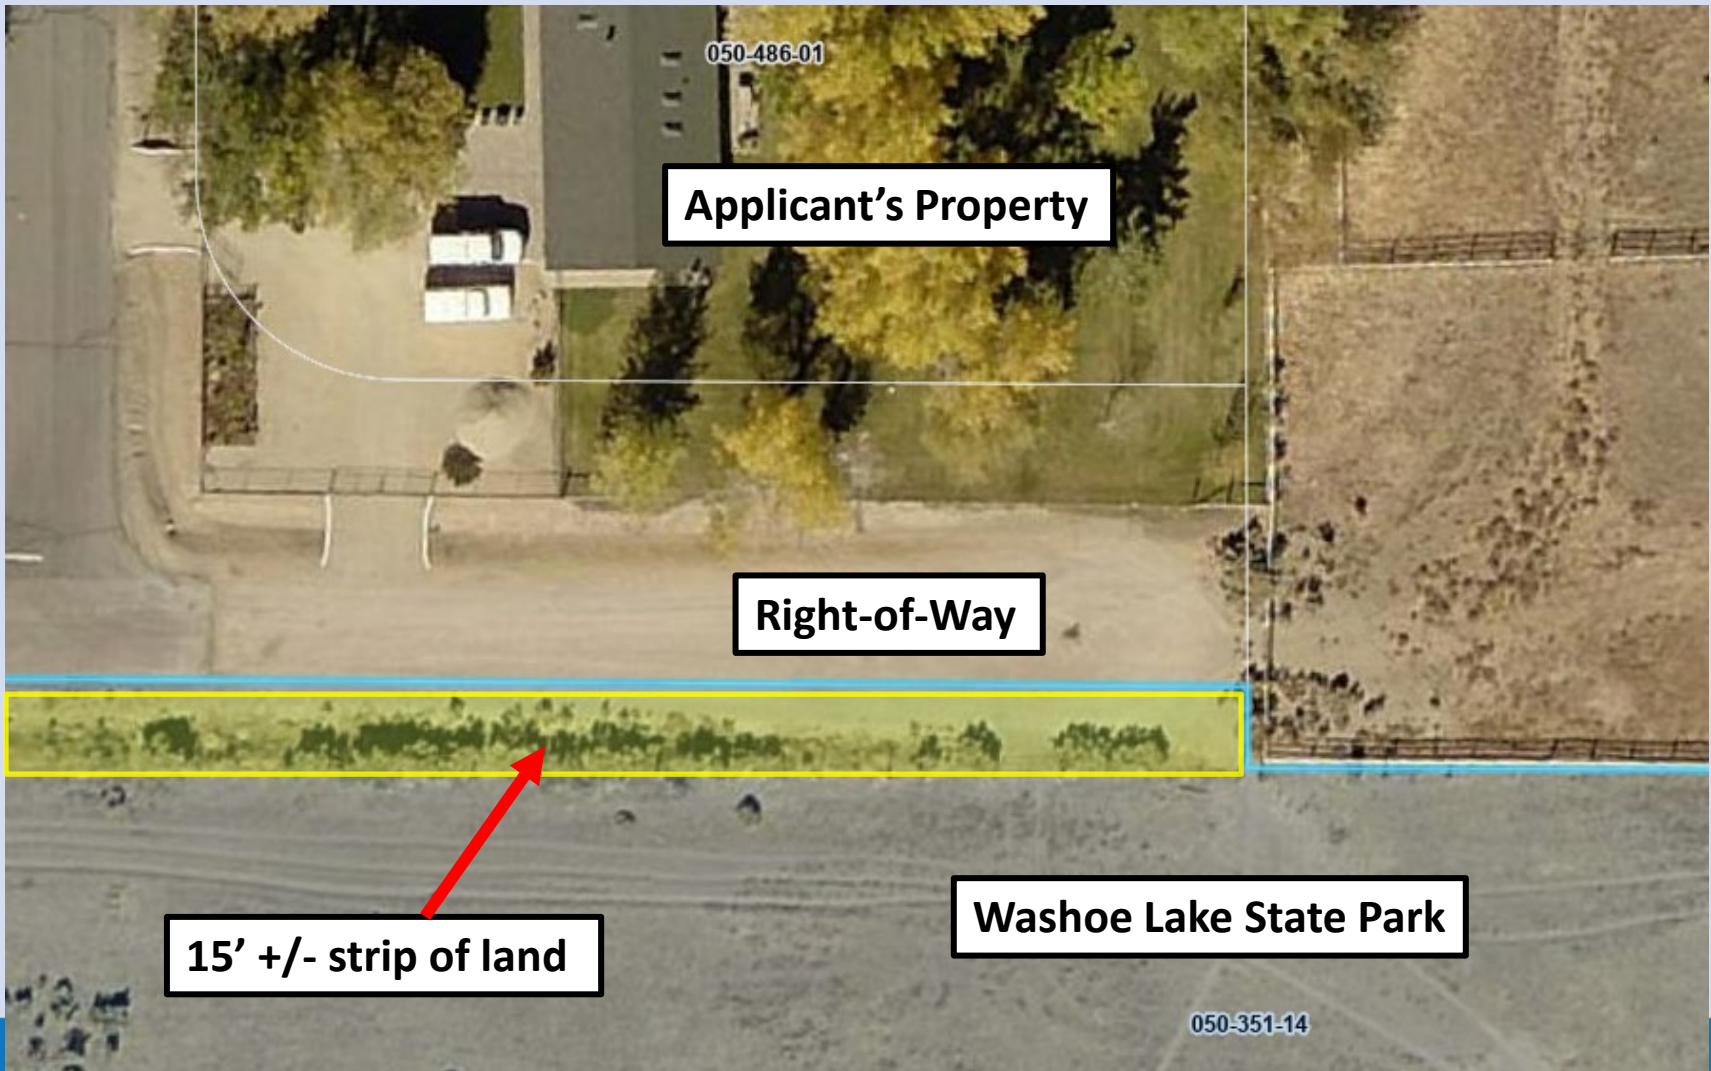 050-486-01
Applicant’s Property
Right-of-Way
15’ +/- strip of land
Washoe Lake State Park
050-351-14